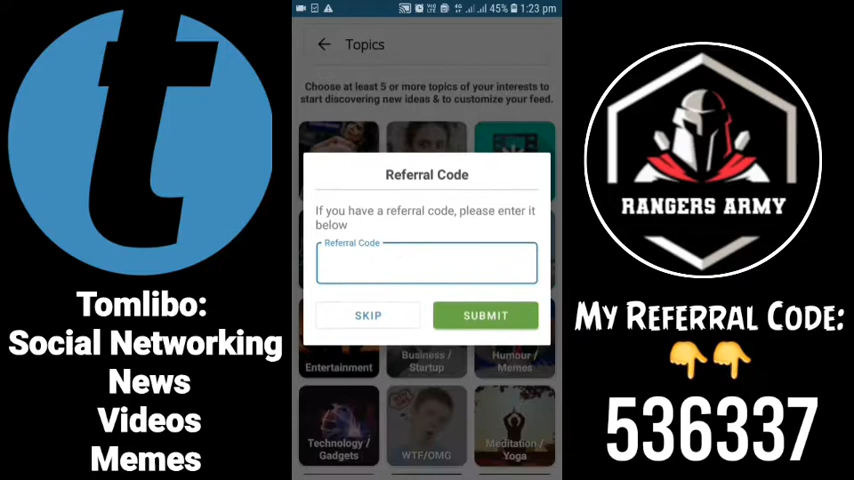 t
Tomlibo:
Social Networking
News
Videos
Memes
45% 1:23 pm
Topics
Choose at least 5 or more topics of your interests to
start discovering new ideas & to customize your feed.
Referral Code
If you have a referral code, please enter it
below
Referral Code
SKIP
SUBMIT
Entertainment
Business /
Startup
Humour /
Memes
Technology /
Gadgets
WTF/OMG
Meditation /
Yoga
RANGERS ARMY
My Referral Code:
536337